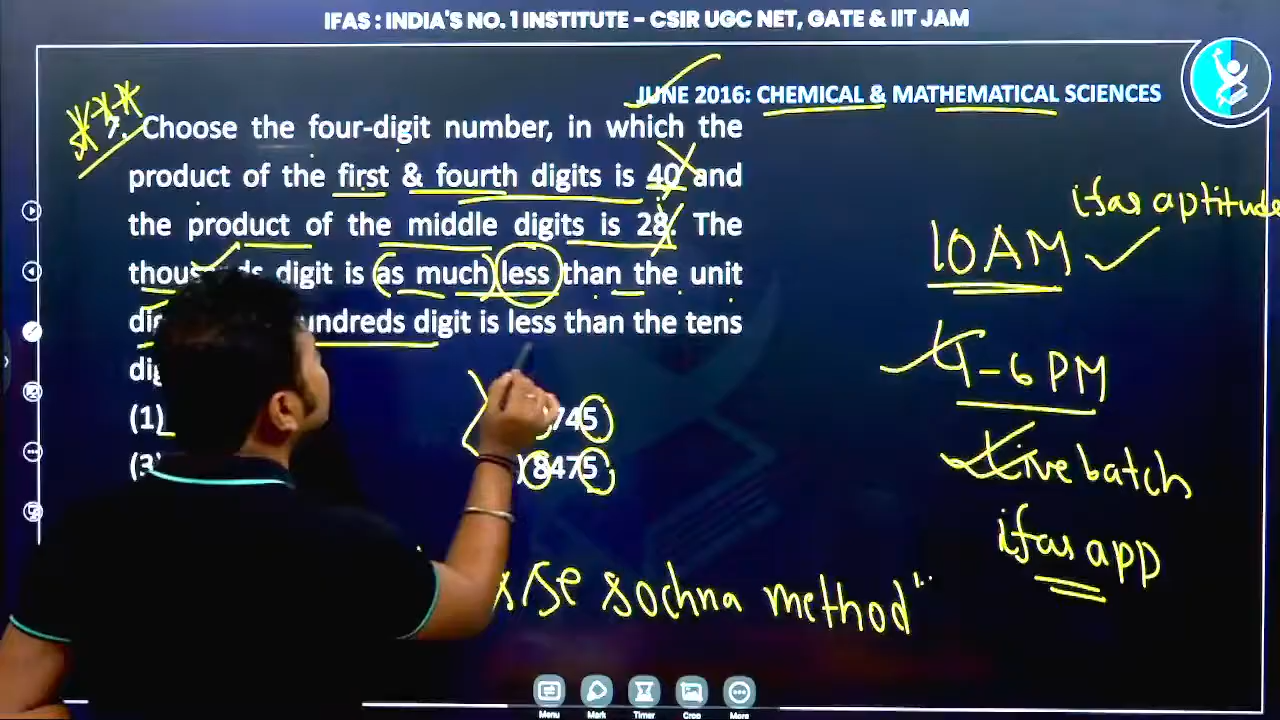 IFAS : INDIA'S NO. 1 INSTITUTE – CSIR UGC NET, GATE & IIT JAM
JUNE 2016: CHEMICAL & MATHEMATICAL SCIENCES
7. Choose the four-digit number, in which the
product of the first & fourth digits is 40 and
the product of the middle digits is 28. The
digit is as much less than the unit
digit is less than the tens
(1)
745
(3)
8475
ifas aptitude
10AM
4-6 PM
Live batch
ifas app
se sochna method"
Menu
Mark
Timer
Crop
More